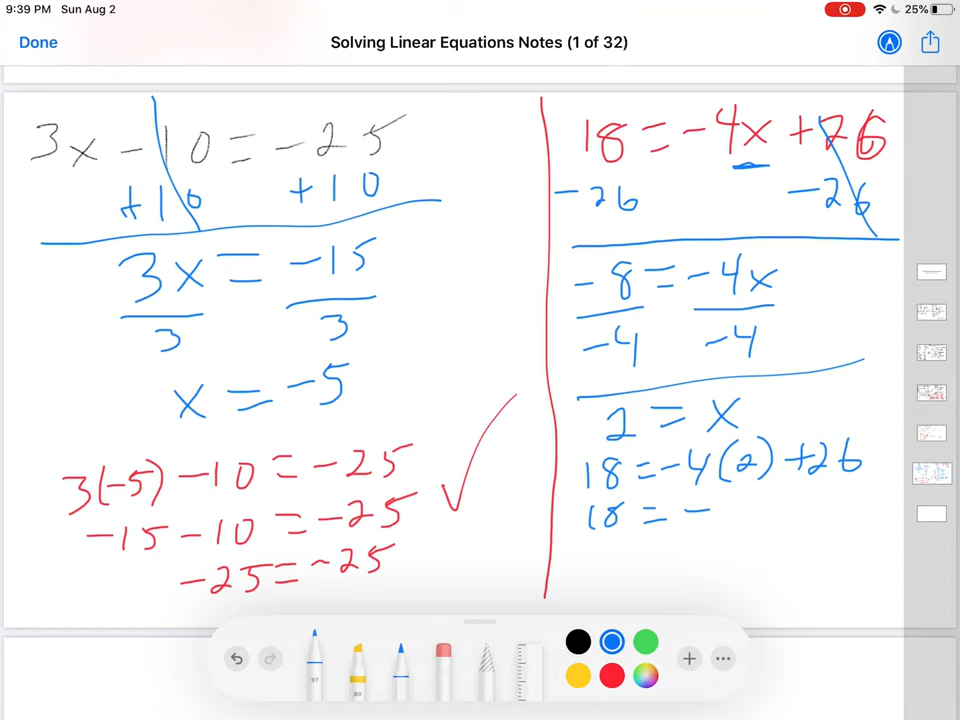 9:39 PM Sun Aug 2
25%
Done
Solving Linear Equations Notes (1 of 32)
3x - 10 = -25
+10 +10
3x = -15
3 3
x = -5
3(-5) - 10 = -25
-15 - 10 = -25
-25 = -25
18 = -4x + 26
-26 -26
-8 = -4x
-4 -4
2 = x
18 = -4(2) + 26
18 = -
97
80